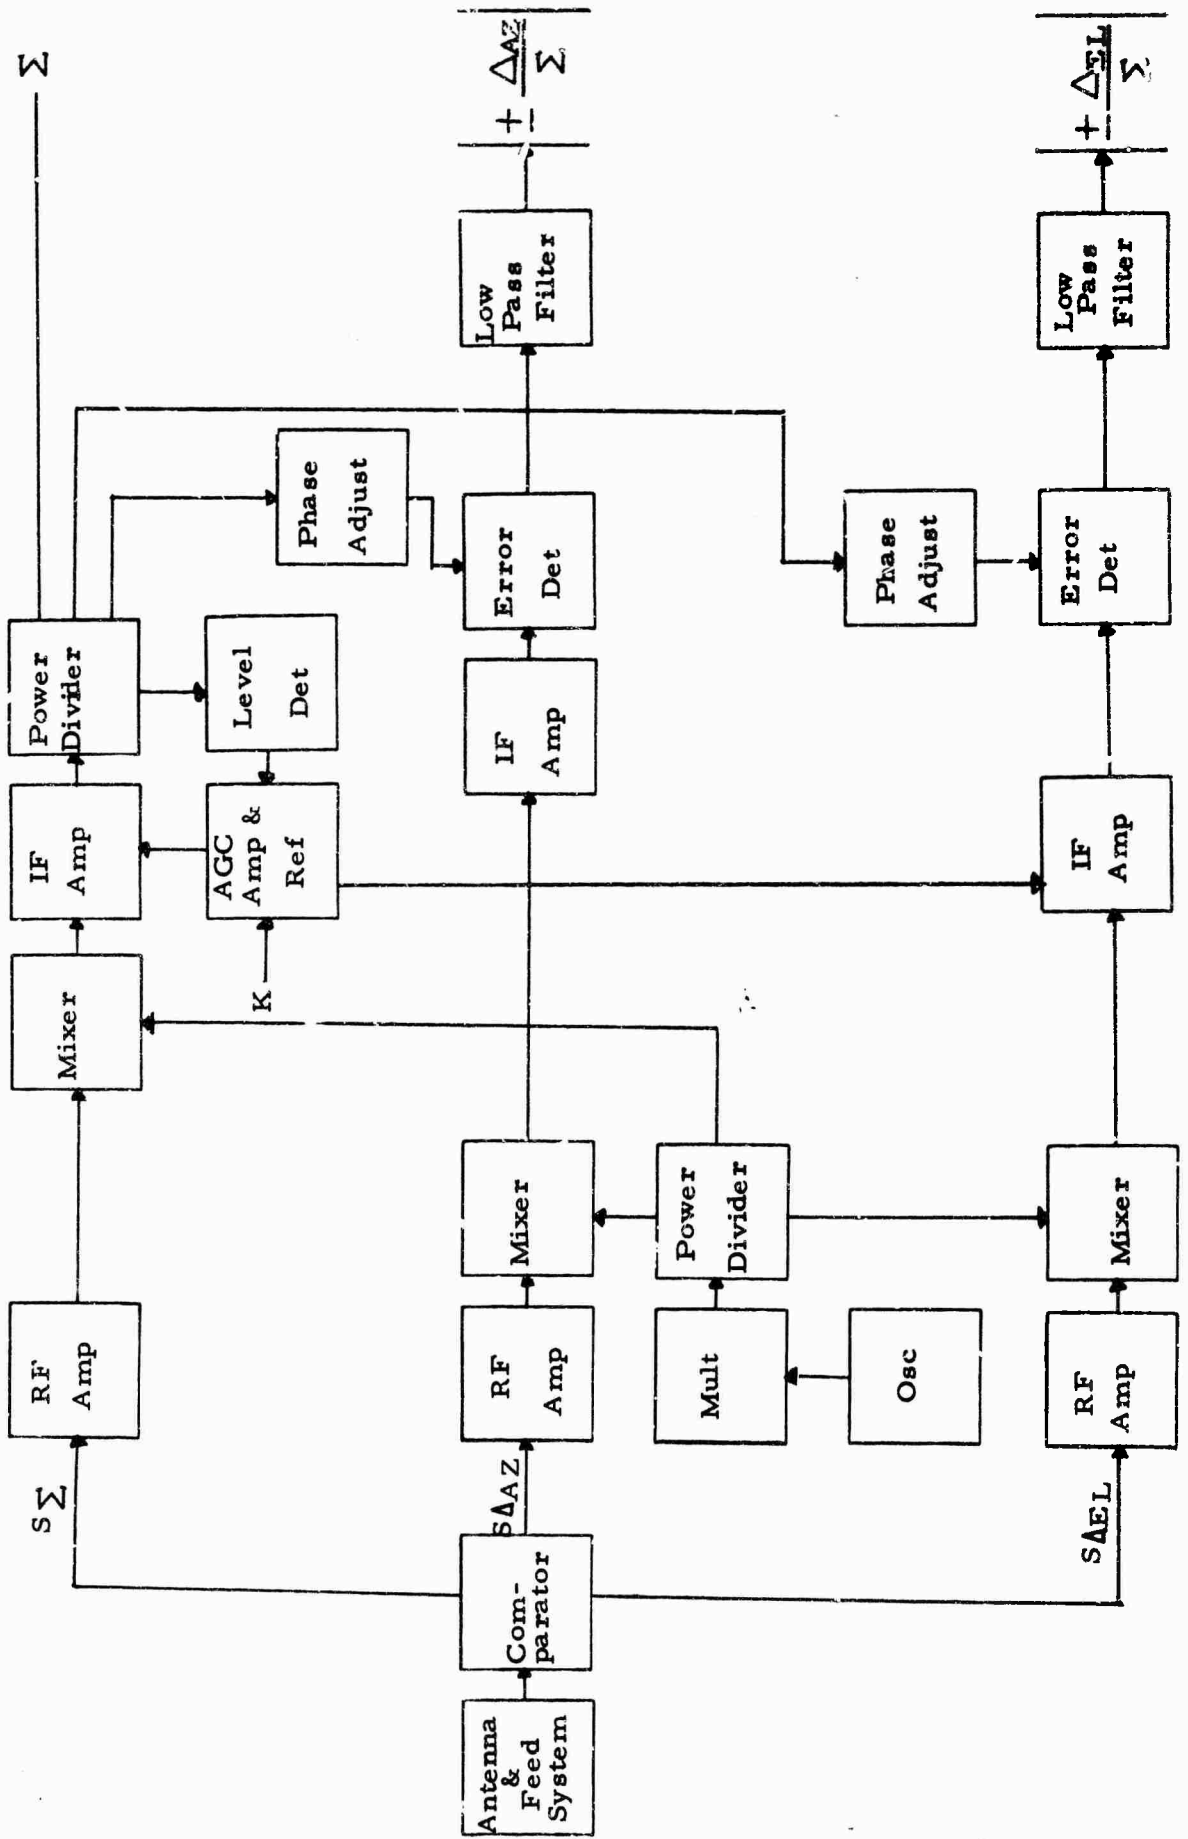 SΣ
RF
Amp
Mixer
IF
Amp
Power
Divider
Σ
K
AGC
Amp &
Ref
Level
Det
Phase
Adjust
Antenna
&
Feed
System
Com-
parator
SΔAZ
RF
Amp
Mixer
IF
Amp
Error
Det
Low
Pass
Filter
± ΔAZ
Σ
Mult
Power
Divider
Osc
Phase
Adjust
SΔEL
RF
Amp
Mixer
IF
Amp
Error
Det
Low
Pass
Filter
± ΔEL
Σ